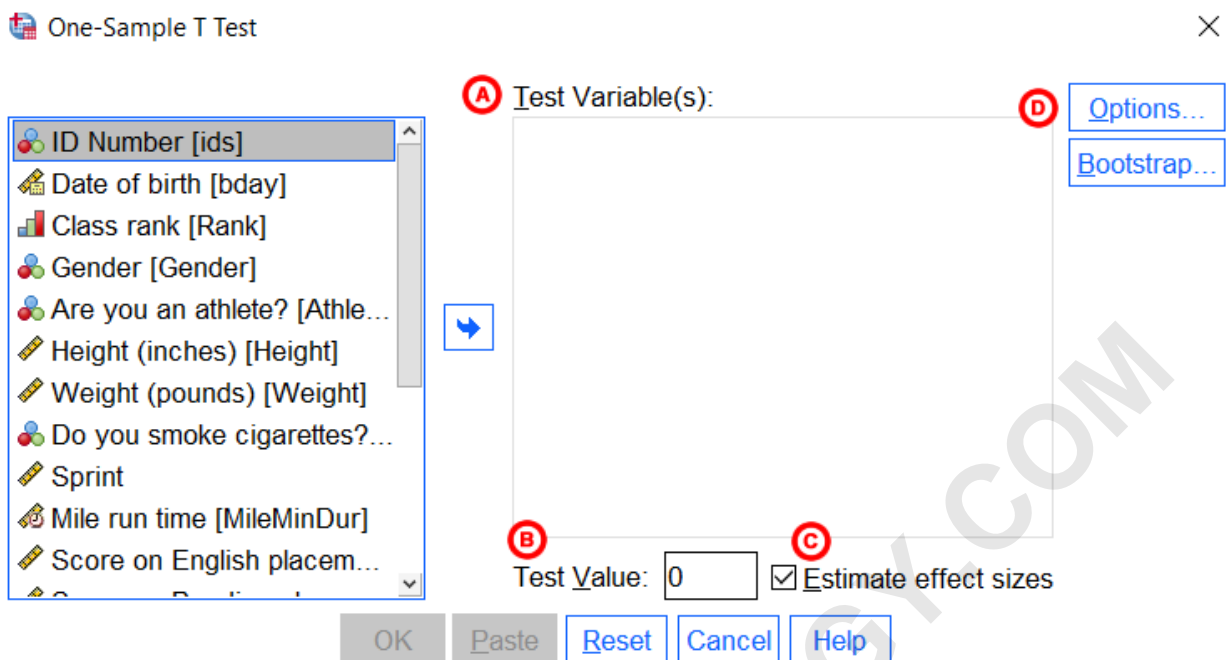 One-Sample T Test
A Test Variable(s):
D Options...
Bootstrap...
ID Number [ids]
Date of birth [bday]
Class rank [Rank]
Gender [Gender]
Are you an athlete? [Athle...
Height (inches) [Height]
Weight (pounds) [Weight]
Do you smoke cigarettes?...
Sprint
Mile run time [MileMinDur]
Score on English placem...
B
C
Test Value: 0
Estimate effect sizes
OK Paste Reset Cancel Help
GY.COM